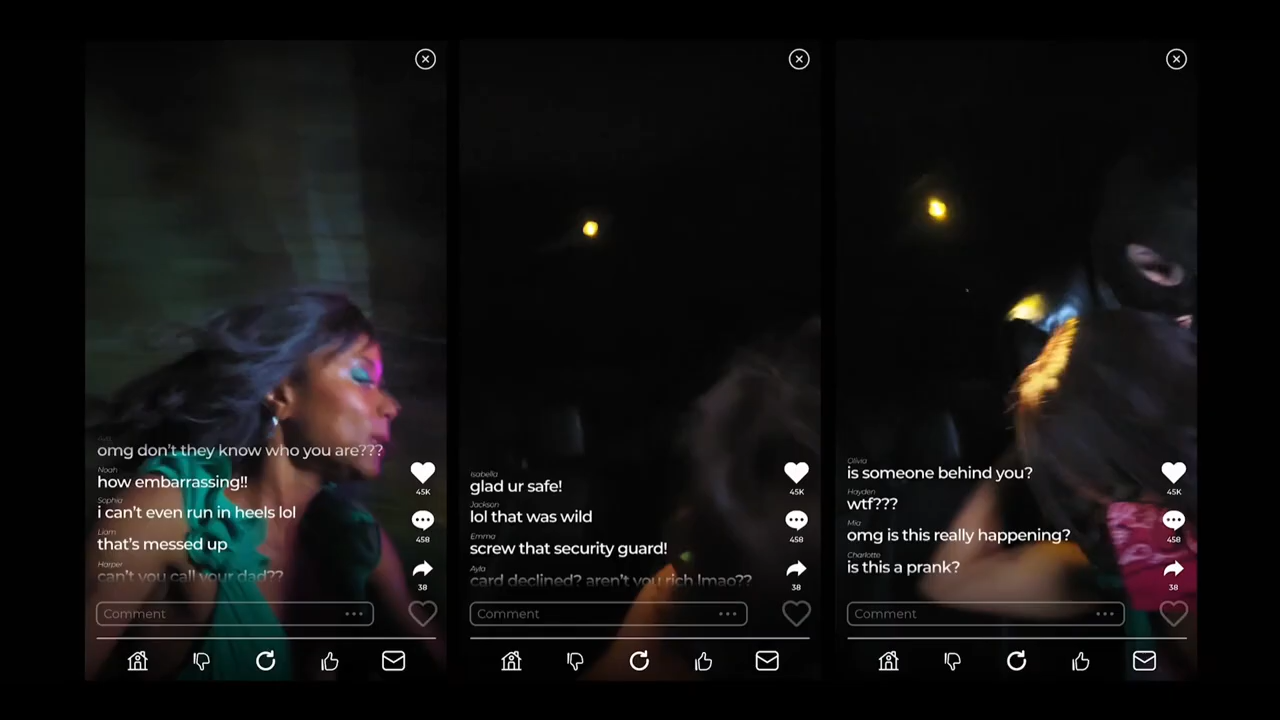 Ayla
omg don't they know who you are???
Noah
how embarrassing!!
Sophia
i can't even run in heels lol
Liam
that's messed up
Harper
can't you call your dad??
45K
458
38
Comment
Isabella
glad ur safe!
Jackson
lol that was wild
Emma
screw that security guard!
Ayla
card declined? aren't you rich lmao??
45K
458
38
Comment
Olivia
is someone behind you?
Hayden
wtf???
Mia
omg is this really happening?
Charlotte
is this a prank?
45K
458
38
Comment